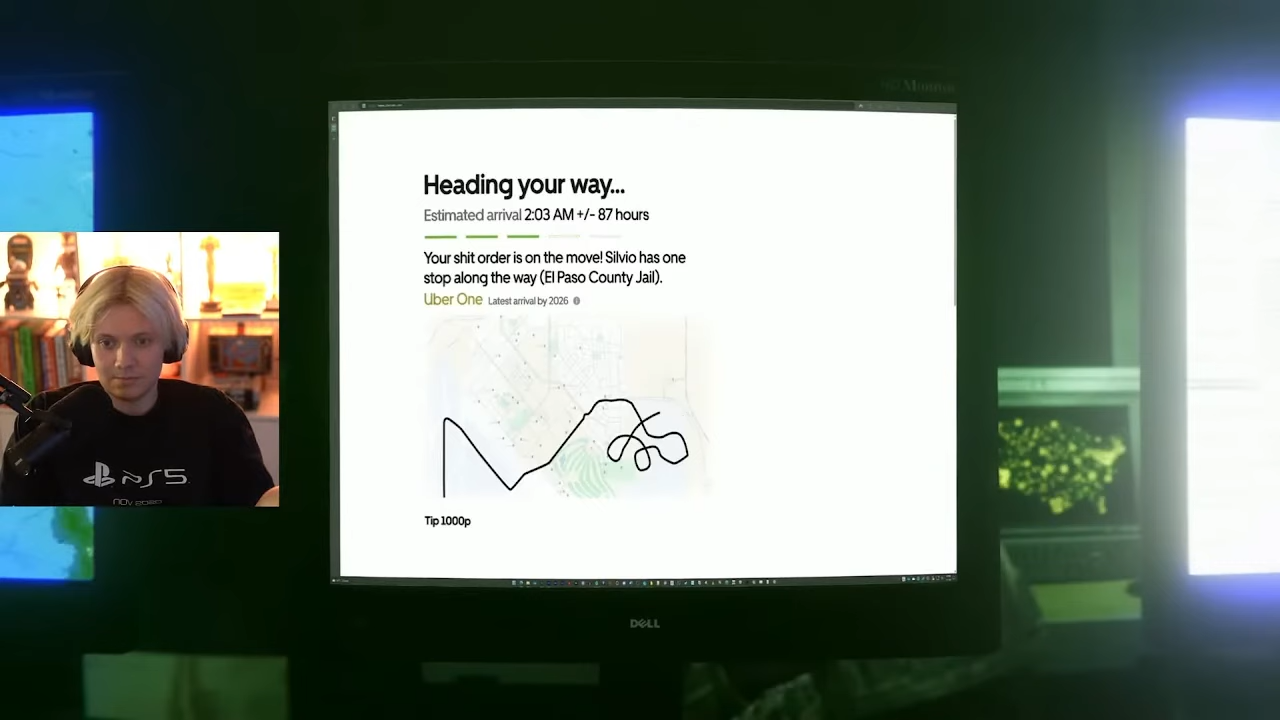 Heading your way...
Estimated arrival 2:03 AM +/- 87 hours
Your shit order is on the move! Silvio has one
stop along the way (El Paso County Jail).
Uber One Latest arrival by 2026
Tip 1000p
DELL
PS5